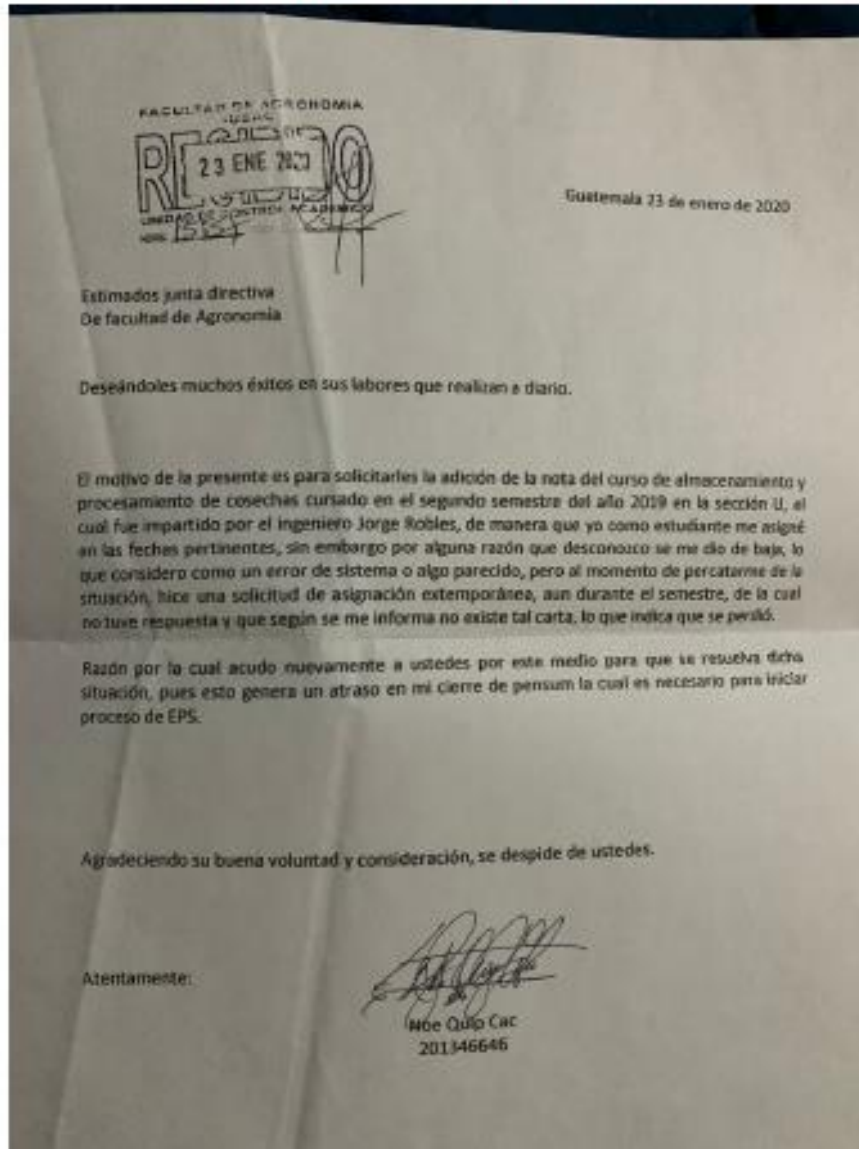 FACULTAD DE AGRONOMIA
23 ENE 2020
UNIDAD DE CONTROL ACADEMICO
Guatemala 23 de enero de 2020
Estimados junta directiva
De facultad de Agronomía
Deseándoles muchos éxitos en sus labores que realizan a diario.
El motivo de la presente es para solicitarles la adición de la nota del curso de almacenamiento y
procesamiento de cosechas cursado en el segundo semestre del año 2019 en la sección U, el
cual fue impartido por el ingeniero Jorge Robles, de manera que yo como estudiante me asigné
en las fechas pertinentes, sin embargo por alguna razón que desconozco se me dio de baja, lo
que considero como un error de sistema o algo parecido, pero al momento de percatarme de la
situación, hice una solicitud de asignación extemporánea, aun durante el semestre, de la cual
no tuve respuesta y que según se me informa no existe tal carta, lo que indica que se perdió.
Razón por la cual acudo nuevamente a ustedes por este medio para que se resuelva dicha
situación, pues esto genera un atraso en mi cierre de pensum la cual es necesario para iniciar
proceso de EPS.
Agradeciendo su buena voluntad y consideración, se despide de ustedes.
Atentamente:
Noe Quip Cac
201346646